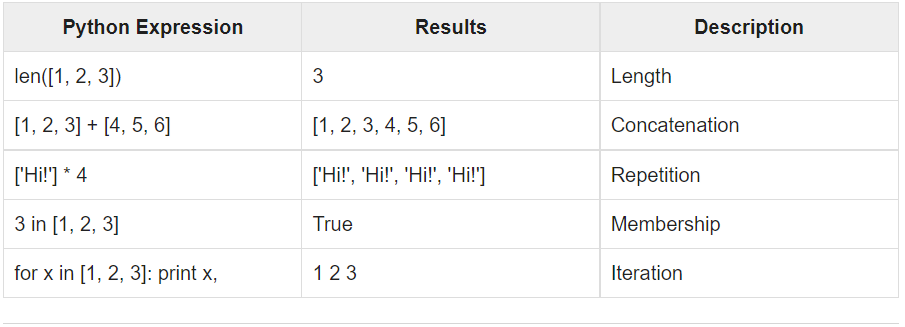 Python Expression Results Description
len([1, 2, 3]) 3 Length
[1, 2, 3] + [4, 5, 6] [1, 2, 3, 4, 5, 6] Concatenation
['Hi!'] * 4 ['Hi!', 'Hi!', 'Hi!', 'Hi!'] Repetition
3 in [1, 2, 3] True Membership
for x in [1, 2, 3]: print x, 1 2 3 Iteration